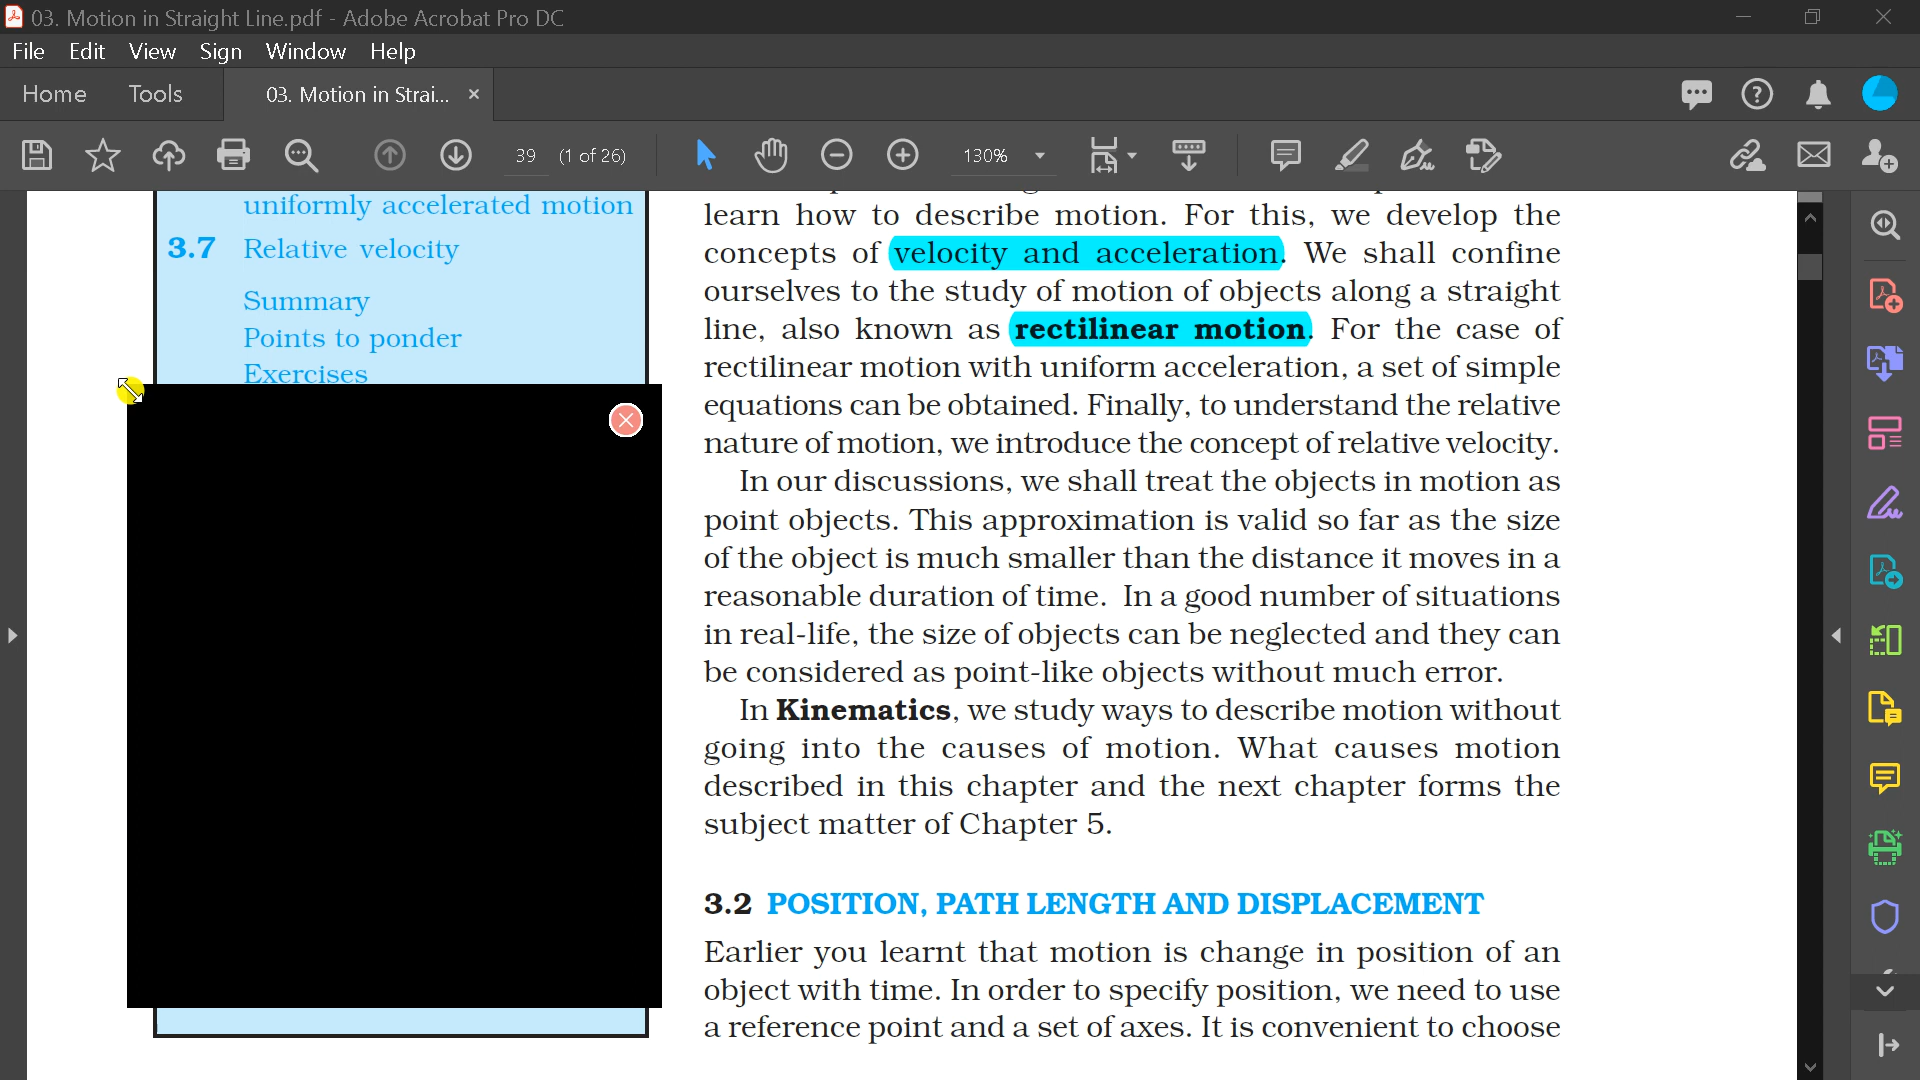 03. Motion in Straight Line.pdf - Adobe Acrobat Pro DC
File Edit View Sign Window Help
Home Tools 03. Motion in Strai... ×
39 (1 of 26) 130%
uniformly accelerated motion
3.7 Relative velocity
Summary
Points to ponder
Exercises
learn how to describe motion. For this, we develop the
concepts of velocity and acceleration. We shall confine
ourselves to the study of motion of objects along a straight
line, also known as rectilinear motion. For the case of
rectilinear motion with uniform acceleration, a set of simple
equations can be obtained. Finally, to understand the relative
nature of motion, we introduce the concept of relative velocity.
In our discussions, we shall treat the objects in motion as
point objects. This approximation is valid so far as the size
of the object is much smaller than the distance it moves in a
reasonable duration of time. In a good number of situations
in real-life, the size of objects can be neglected and they can
be considered as point-like objects without much error.
In Kinematics, we study ways to describe motion without
going into the causes of motion. What causes motion
described in this chapter and the next chapter forms the
subject matter of Chapter 5.
3.2 POSITION, PATH LENGTH AND DISPLACEMENT
Earlier you learnt that motion is change in position of an
object with time. In order to specify position, we need to use
a reference point and a set of axes. It is convenient to choose